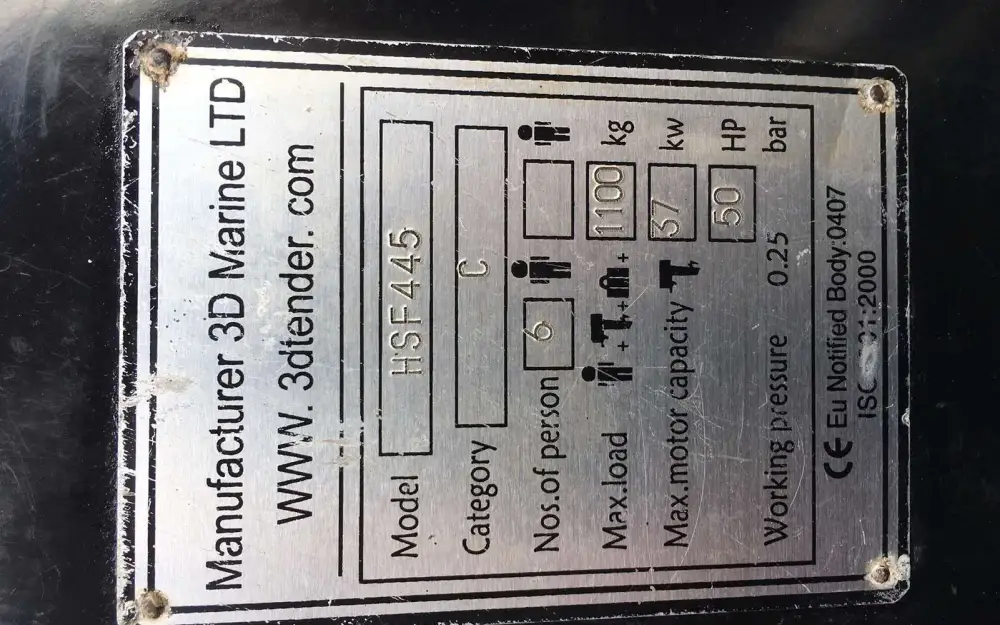 Manufacturer 3D Marine LTD
WWW. 3dtender. com
Model HSF445
Category C
Nos.of person 6
Max.load + + + 1100 kg
Max.motor capacity 37 kw
50 HP
Working pressure 0.25 bar
CE Eu Notified Body:0407